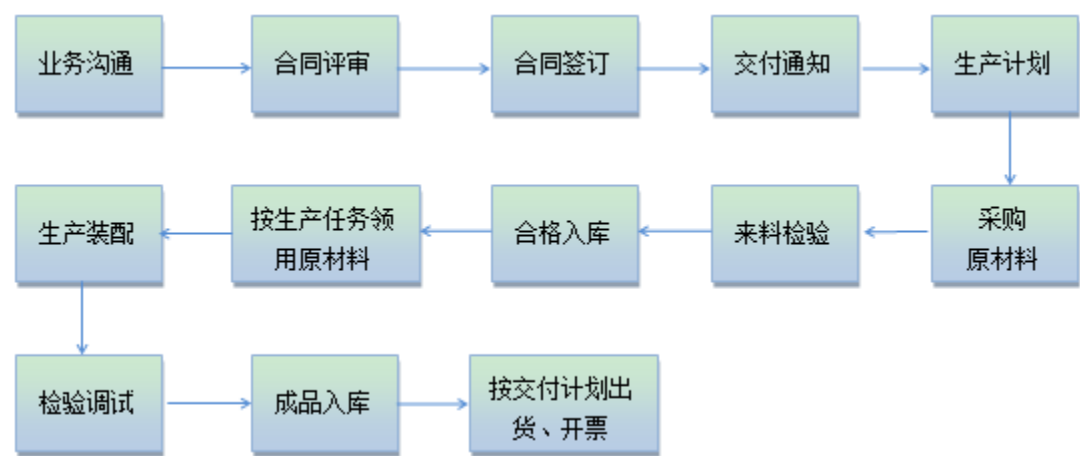 业务沟通
合同评审
合同签订
交付通知
生产计划
生产装配
按生产任务领
用原材料
合格入库
来料检验
采购
原材料
检验调试
成品入库
按交付计划出
货、开票